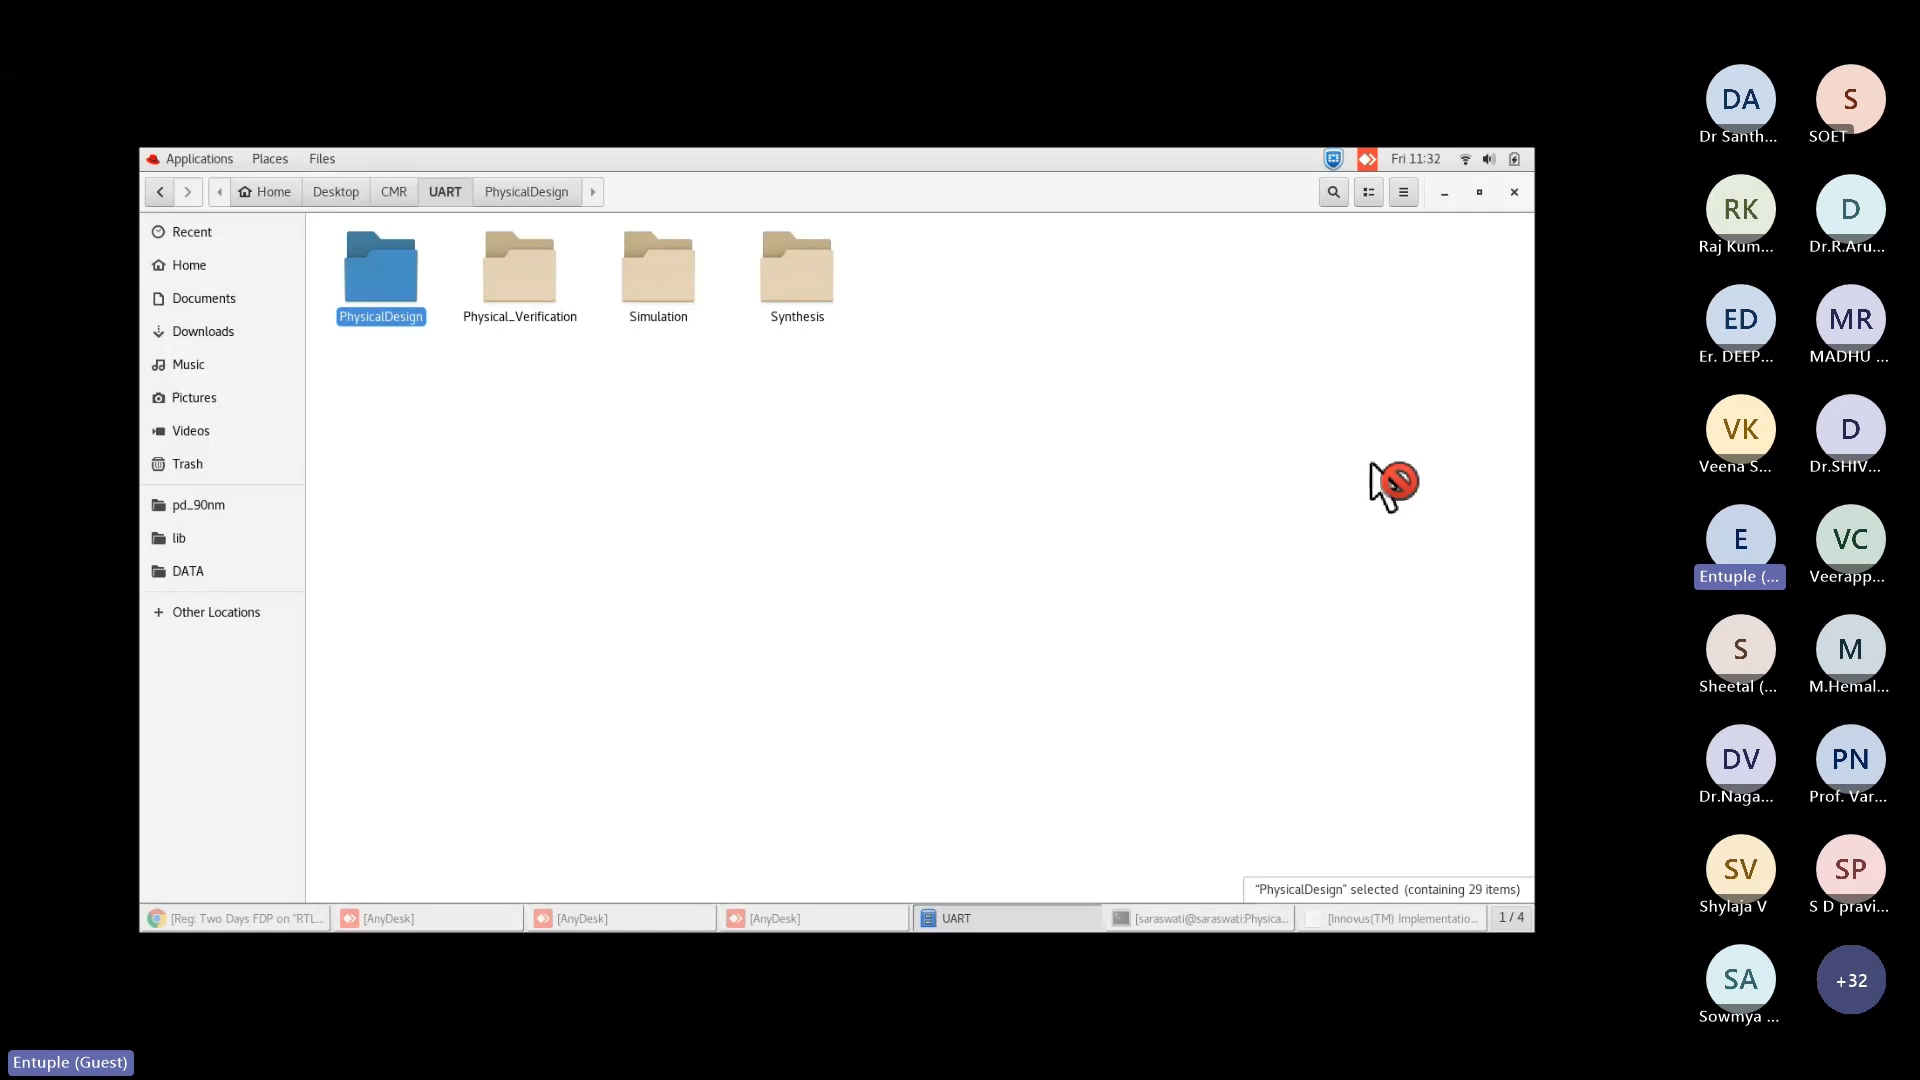 Applications Places Files Fri 11:32
Home Desktop CMR UART PhysicalDesign
Recent
Home
Documents
Downloads
Music
Pictures
Videos
Trash
pd_90nm
lib
DATA
Other Locations
PhysicalDesign Physical_Verification Simulation Synthesis
"PhysicalDesign" selected (containing 29 items)
[Reg: Two Days FDP on "RTL... [AnyDesk] [AnyDesk] [AnyDesk] UART [saraswati@saraswati:Physica... [Innovus(TM) Implementatio... 1 / 4
DA S
Dr Santh... SOET
RK D
Raj Kum... Dr.R.Aru...
ED MR
Er. DEEP... MADHU ...
VK D
Veena S... Dr.SHIV...
E VC
Entuple (... Veerapp...
S M
Sheetal (... M.Hemal...
DV PN
Dr.Naga... Prof. Var...
SV SP
Shylaja V S D pravi...
SA +32
Sowmya ...
Entuple (Guest)